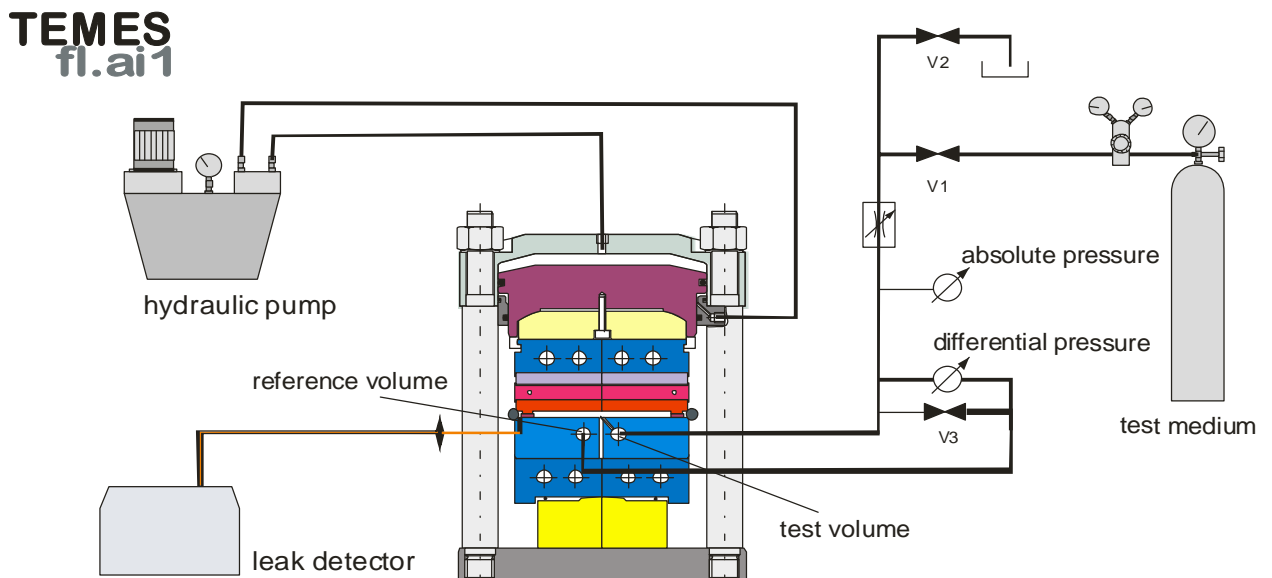 TEMES
fl.ai1
V2
V1
absolute pressure
hydraulic pump
differential pressure
reference volume
V3
test medium
test volume
leak detector